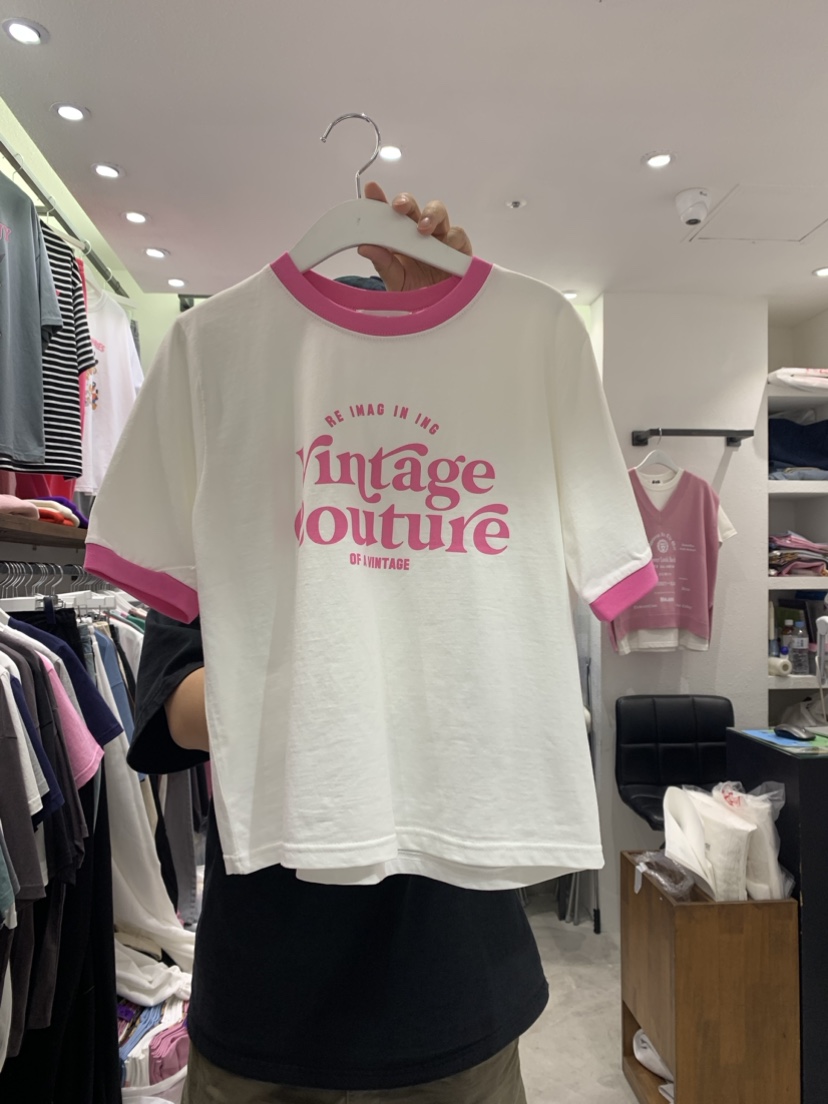 RE IMAG IN ING
Vintage
Couture
OF A VINTAGE